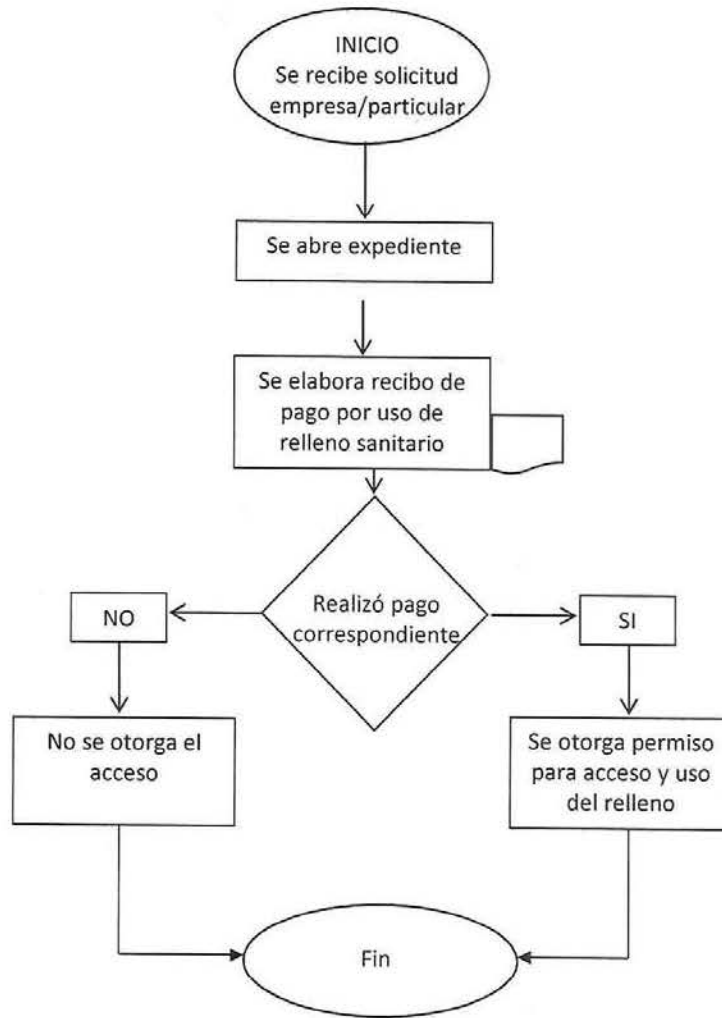 INICIO
Se recibe solicitud
empresa/particular
Se abre expediente
Se elabora recibo de
pago por uso de
relleno sanitario
Realizó pago
correspondiente
NO
SI
No se otorga el
acceso
Se otorga permiso
para acceso y uso
del relleno
Fin